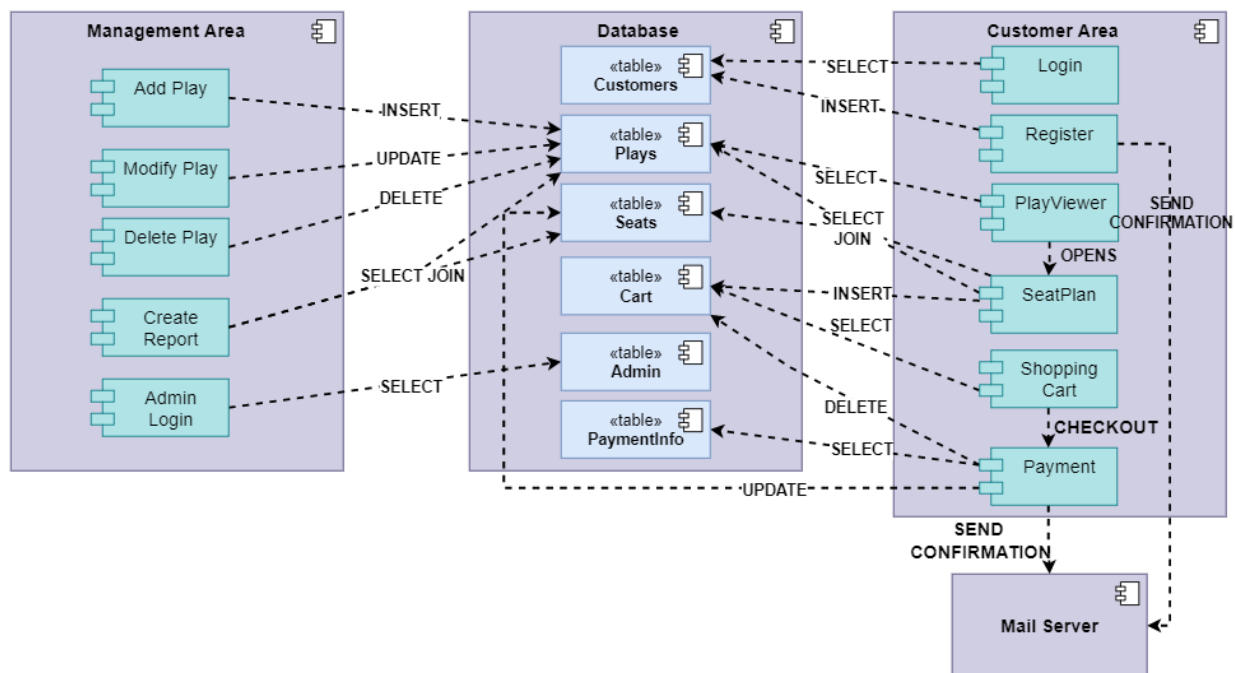 Management Area
Add Play
Modify Play
Delete Play
Create
Report
Admin
Login
INSERT
UPDATE
DELETE
SELECT JOIN
SELECT
Database
«table»
Customers
«table»
Plays
«table»
Seats
«table»
Cart
«table»
Admin
«table»
PaymentInfo
SELECT
INSERT
SELECT
SELECT
JOIN
INSERT
SELECT
DELETE
SELECT
UPDATE
Customer Area
Login
Register
PlayViewer
OPENS
SeatPlan
Shopping
Cart
CHECKOUT
Payment
SEND
CONFIRMATION
SEND
CONFIRMATION
Mail Server